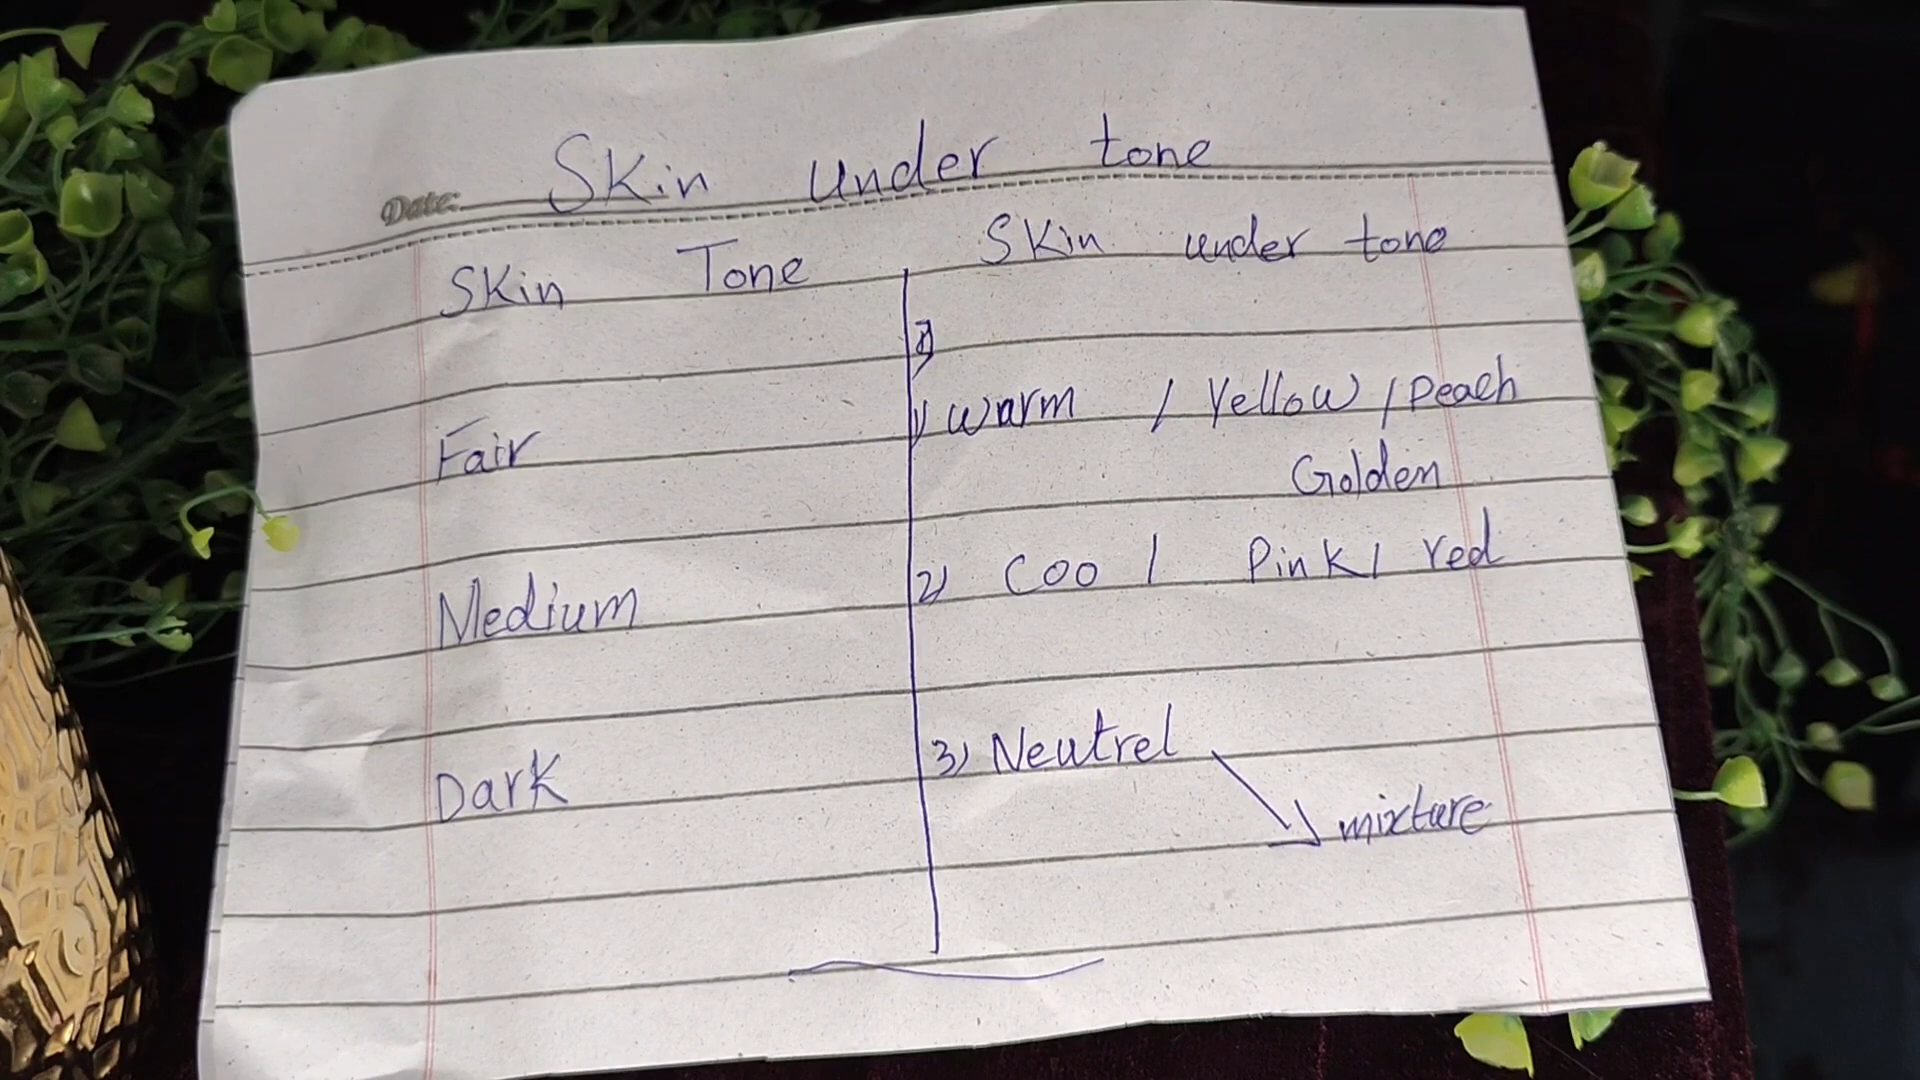 Skin under tone
Date:
Skin Tone
Skin under tone
Fair
Medium
Dark
1) Warm / Yellow / Peach
Golden
2) Cool Pink / red
3) Neutrel
mixture